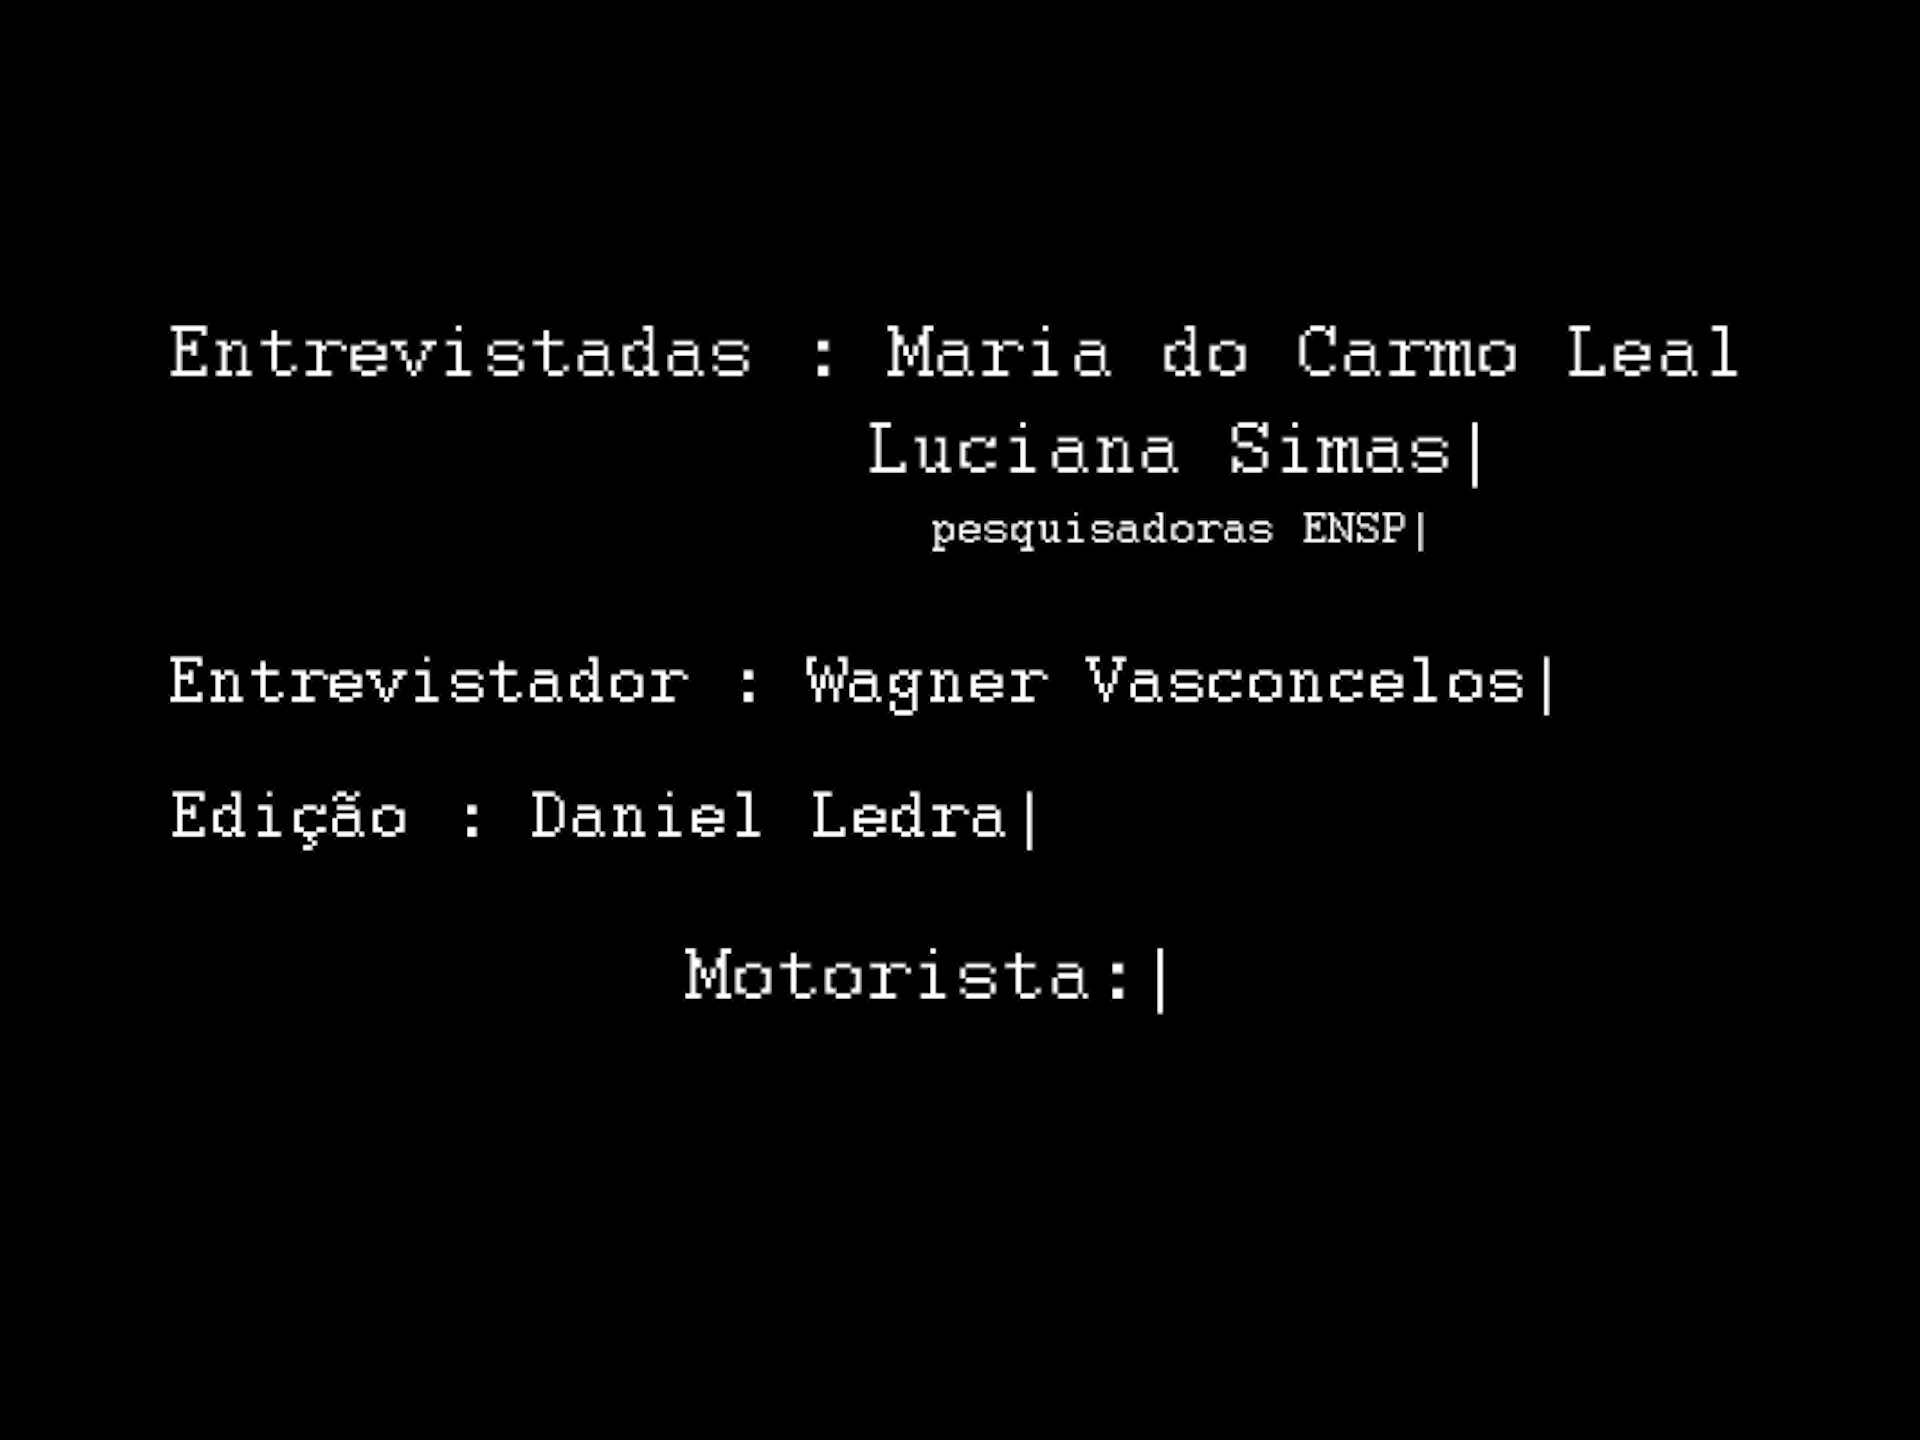 Entrevistadas : Maria do Carmo Leal
Luciana Simas|
pesquisadoras ENSP|
Entrevistador : Wagner Vasconcelos|
Edição : Daniel Ledra|
Motorista:|